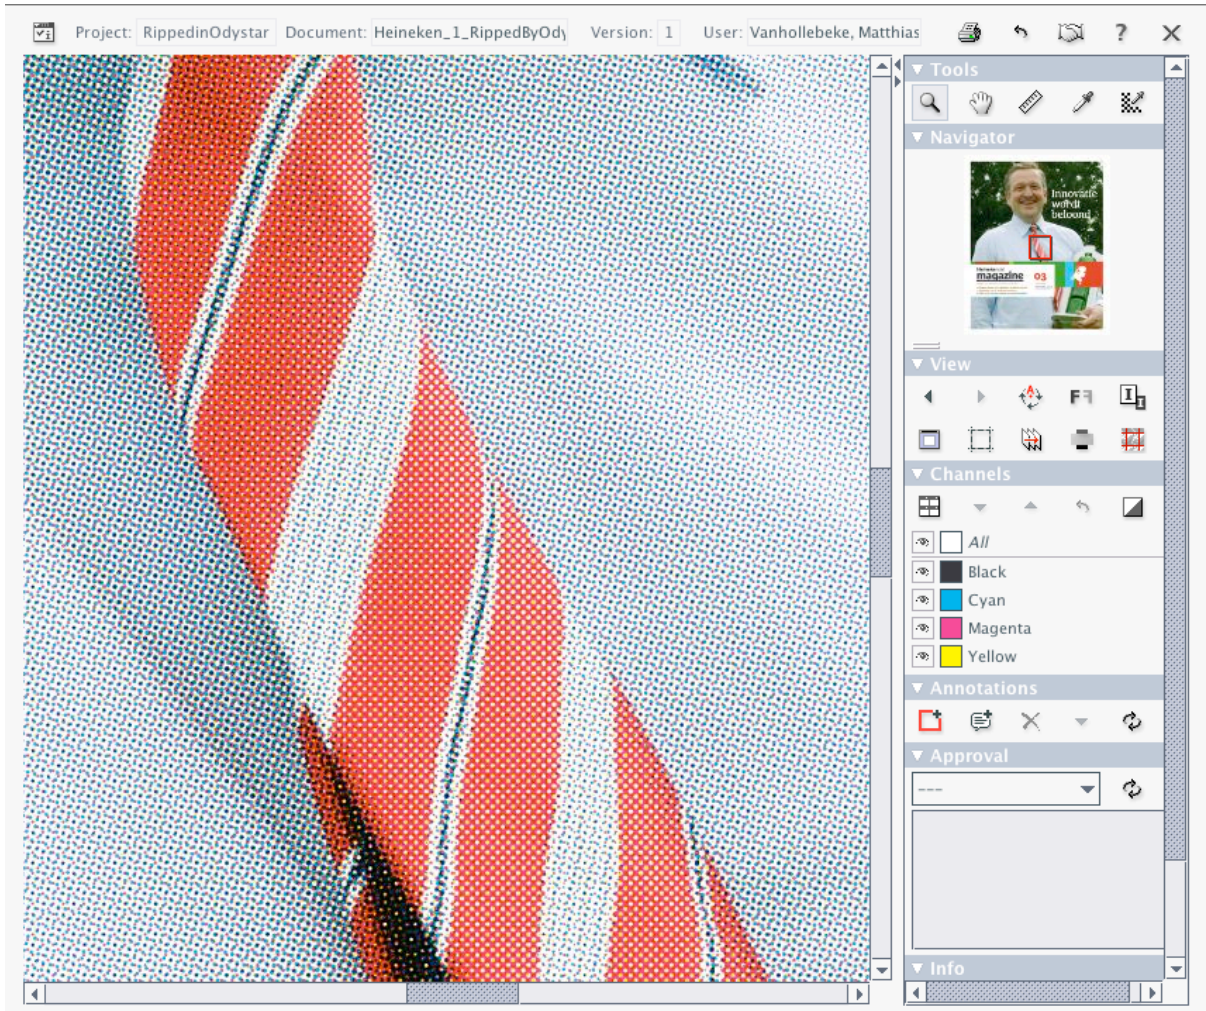 Project: RippedinOdystar Document: Heineken_1_RippedByOdy Version: 1 User: Vanhollebeke, Matthias ?
Tools
Navigator
Innovatie
wordt
beloond
magazine 03
View
Channels
All
Black
Cyan
Magenta
Yellow
Annotations
Approval
---
Info